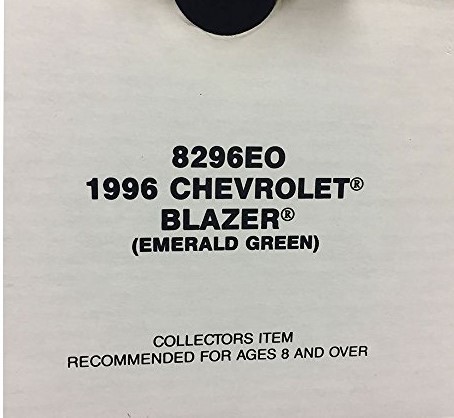 8296EO
1996 CHEVROLET®
BLAZER®
(EMERALD GREEN)
COLLECTORS ITEM
RECOMMENDED FOR AGES 8 AND OVER